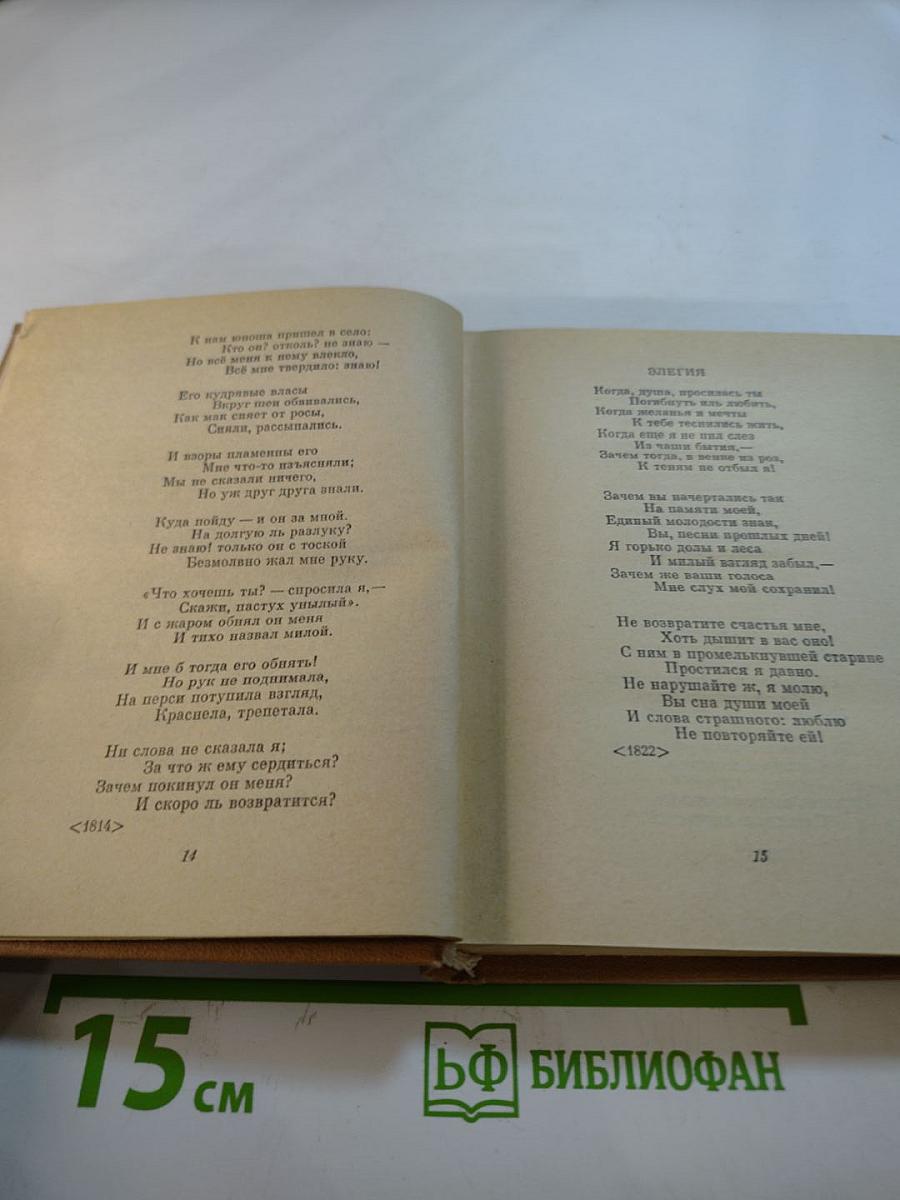 К нам юноша пришел в село:
Кто он? отколь? не знаю —
Но всё меня к нему влекло,
Всё мне твердило: знаю!
Его кудрявые власы
Вкруг шеи обвивались,
Как мак сияет от росы,
Сияли, рассыпались.
И взоры пламенны его
Мне что-то изъясняли;
Мы не сказали ничего,
Но уж друг друга знали.
Куда пойду — и он за мной.
На долгую ль разлуку?
Не знаю! только он с тоской
Безмолвно жал мне руку.
«Что хочешь ты? — спросила я,—
Скажи, пастух унылый».
И с жаром обнял он меня
И тихо назвал милой.
И мне б тогда его обнять!
Но рук не поднимала,
На перси потупила взгляд,
Краснела, трепетала.
Ни слова не сказала я;
За что ж ему сердиться?
Зачем покинул он меня?
И скоро ль возвратится?
<1814>
14
ЭЛЕГИЯ
Когда, душа, просилась ты
Погибнуть иль любить,
Когда желанья и мечты
К тебе теснились жить,
Когда еще я не пил слез
Из чаши бытия,—
Зачем тогда, в венке из роз,
К теням не отбыл я!
Зачем вы начертались так
На памяти моей,
Единый молодости знак,
Вы, песни прошлых дней!
Я горько долы и леса
И милый взгляд забыл,—
Зачем же ваши голоса
Мне слух мой сохранил!
Не возвратите счастья мне,
Хоть дышит в вас оно!
С ним в промелькнувшей старине
Простился я давно.
Не нарушайте ж, я молю,
Вы сна души моей
И слова страшного: люблю
Не повторяйте ей!
<1822>
15
15 см
ЬФ БИБЛИОФАН